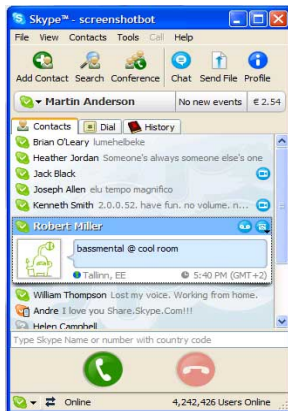 Skype™ - screenshotbot
File View Contacts Tools Call Help
Add Contact Search Conference Chat Send File Profile
Martin Anderson No new events € 2.54
Contacts Dial History
Brian O'Leary lumehelbeke
Heather Jordan Someone's always someone else's one
Jack Black
Joseph Allen elu tempo magnifico
Kenneth Smith 2.0.0.52. have fun. no volume. n...
Robert Miller
bassmental @ cool room
Tallinn, EE 5:40 PM (GMT+2)
William Thompson Lost my voice. Working from home.
Andre I love you Share.Skype.Com!!!
Helen Campbell
Type Skype Name or number with country code
Online 4,242,426 Users Online